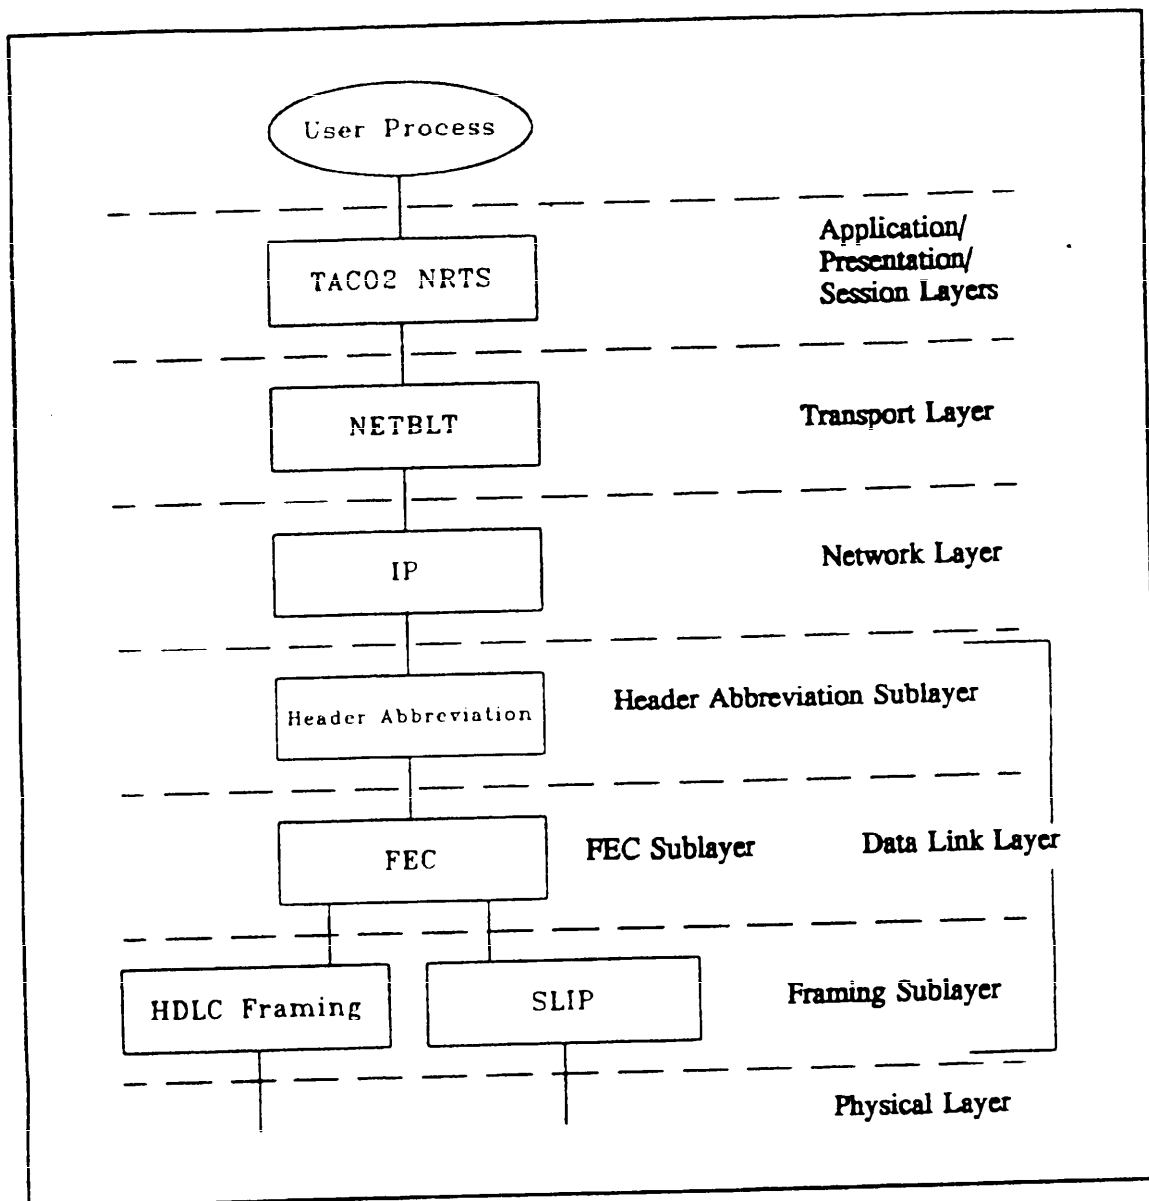 User Process
Application/
Presentation/
Session Layers
TACO2 NRTS
NETBLT
Transport Layer
IP
Network Layer
Header Abbreviation
Header Abbreviation Sublayer
FEC
FEC Sublayer
Data Link Layer
HDLC Framing
SLIP
Framing Sublayer
Physical Layer